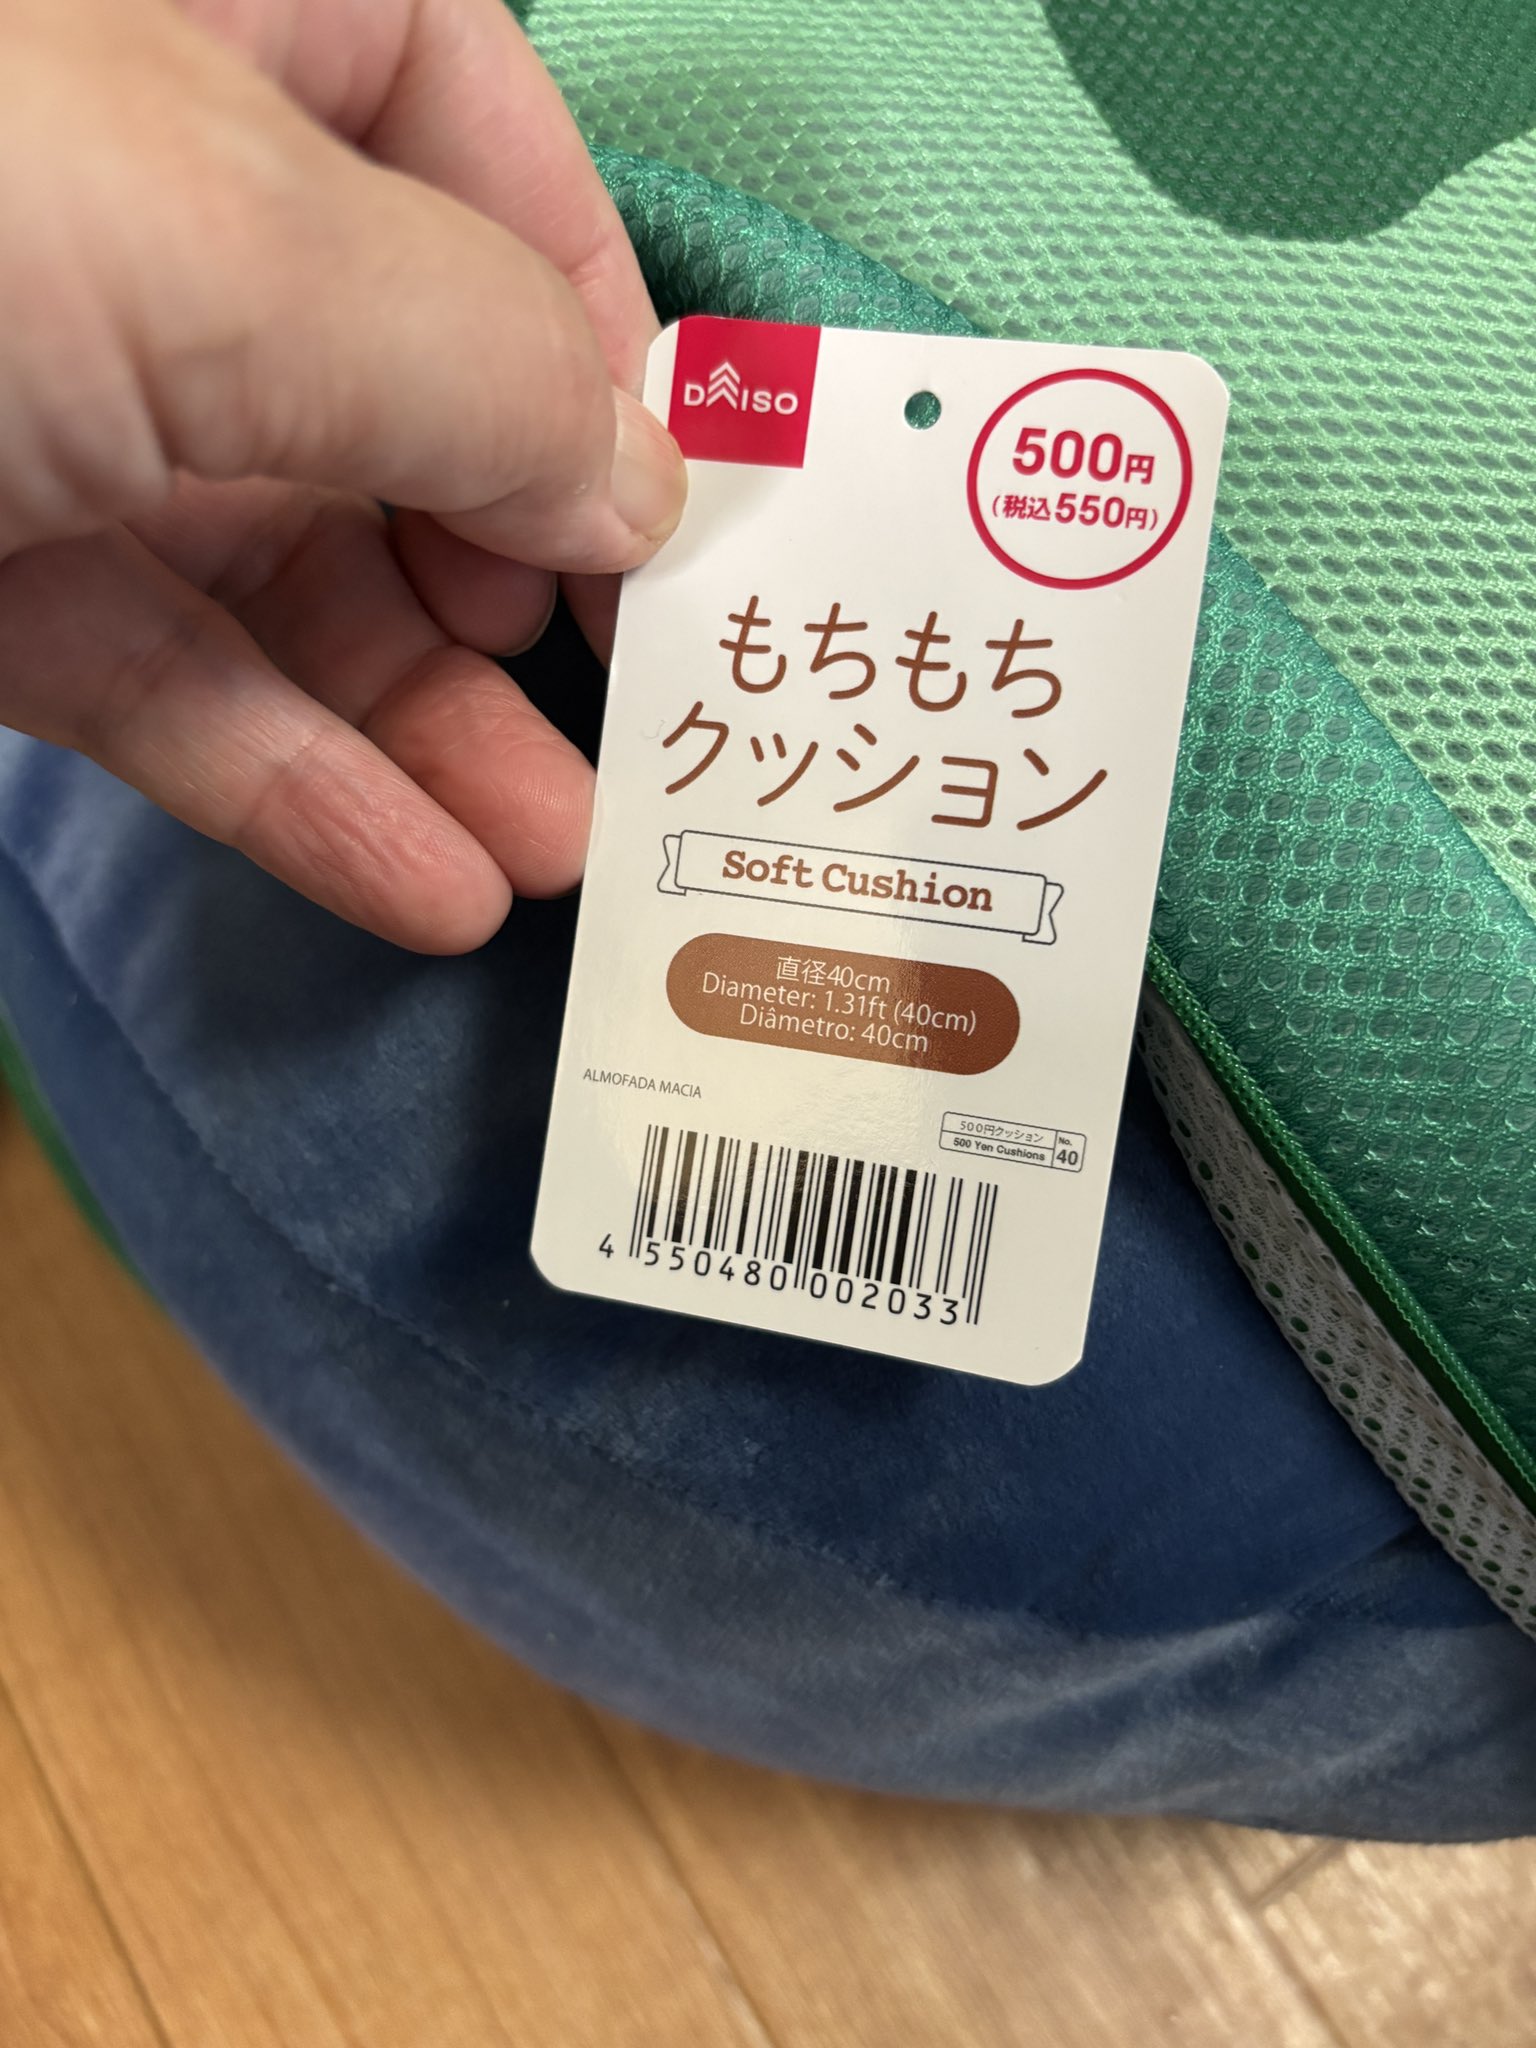 DAISO
500円
(税込550円)
もちもち
クッション
Soft Cushion
直径40cm
Diameter: 1.31ft (40cm)
Diâmetro: 40cm
ALMOFADA MACIA
500円クッション
500 Yen Cushions
No.
40
4 550480 002033